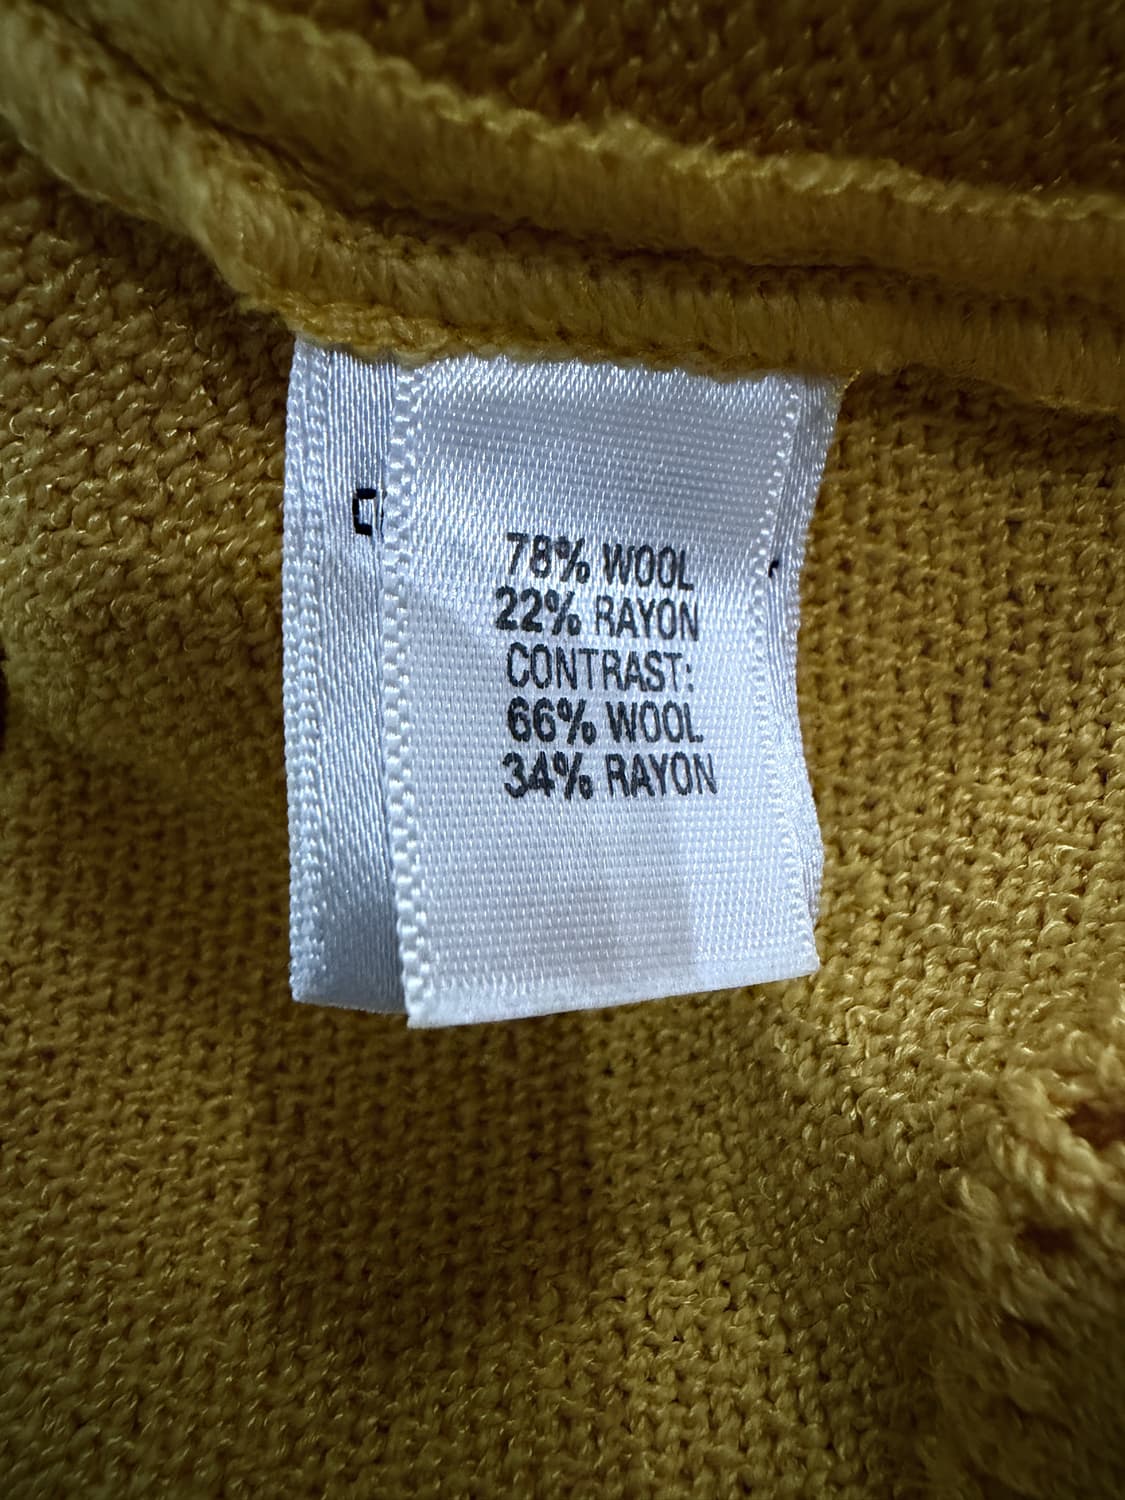 78% WOOL
22% RAYON
CONTRAST:
66% WOOL
34% RAYON